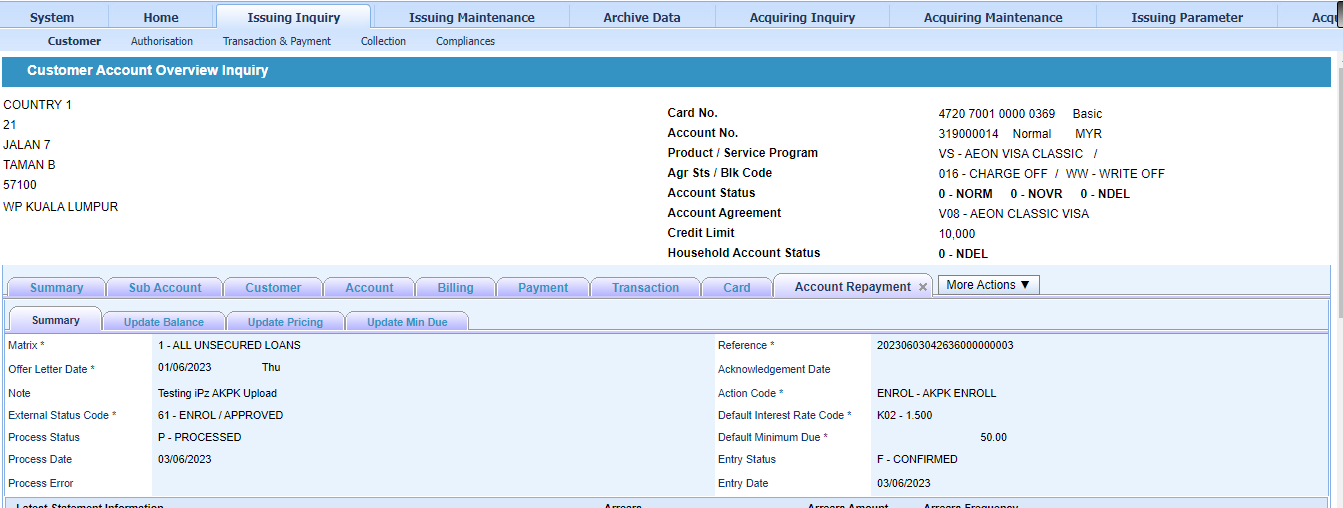 System Home Issuing Inquiry Issuing Maintenance Archive Data Acquiring Inquiry Acquiring Maintenance Issuing Parameter
Customer Authorisation Transaction & Payment Collection Compliances
Customer Account Overview Inquiry
COUNTRY 1
21
JALAN 7
TAMAN B
57100
WP KUALA LUMPUR
Card No. 4720 7001 0000 0369 Basic
Account No. 319000014 Normal MYR
Product / Service Program VS - AEON VISA CLASSIC /
Agr Sts / Blk Code 016 - CHARGE OFF / WW - WRITE OFF
Account Status 0 - NORM 0 - NOVR 0 - NDEL
Account Agreement V08 - AEON CLASSIC VISA
Credit Limit 10,000
Household Account Status 0 - NDEL
Summary Sub Account Customer Account Billing Payment Transaction Card Account Repayment × More Actions ▼
Summary Update Balance Update Pricing Update Min Due
Matrix * 1 - ALL UNSECURED LOANS Reference * 20230603042636000000003
Offer Letter Date * 01/06/2023 Thu Acknowledgement Date
Note Testing iPz AKPK Upload Action Code * ENROL - AKPK ENROLL
External Status Code * 61 - ENROL / APPROVED Default Interest Rate Code * K02 - 1.500
Process Status P - PROCESSED Default Minimum Due * 50.00
Process Date 03/06/2023 Entry Status F - CONFIRMED
Process Error Entry Date 03/06/2023
Latest Statement Information Arrears Arrears Amount Arrears Frequency